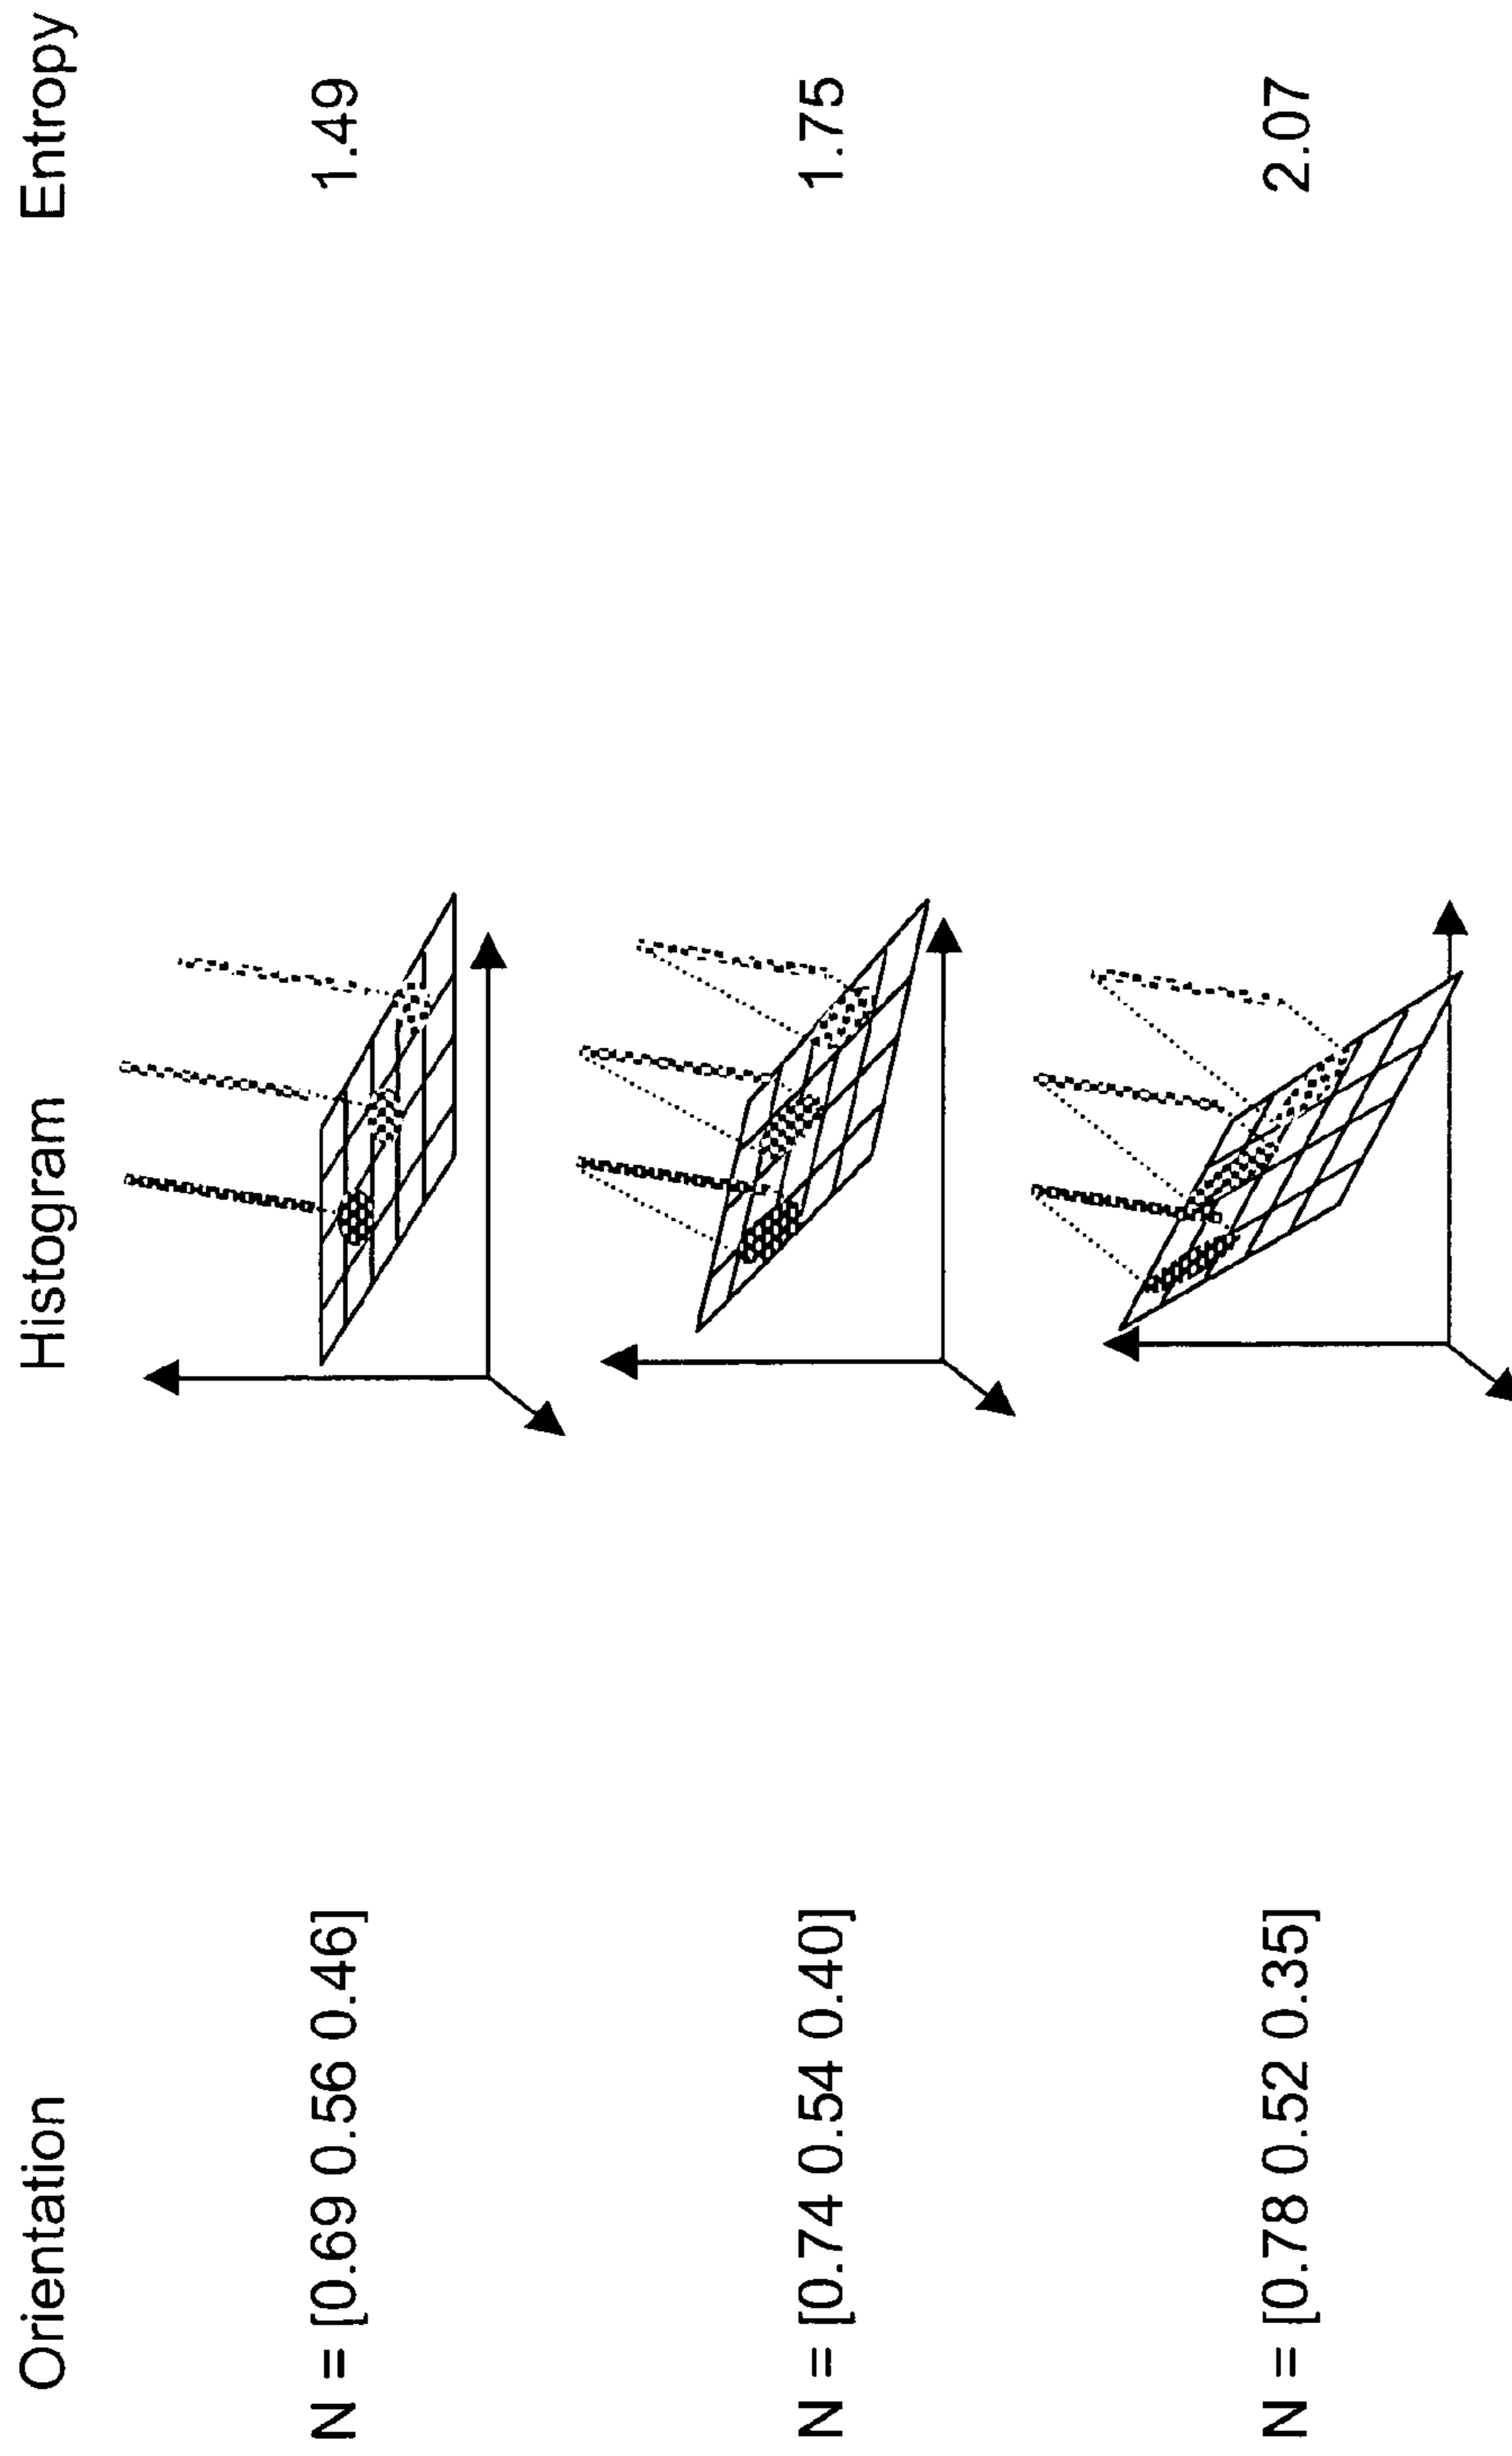 Orientation Histogram Entropy
N = [0.69 0.56 0.46] 1.49
N = [0.74 0.54 0.40] 1.75
N = [0.78 0.52 0.35] 2.07